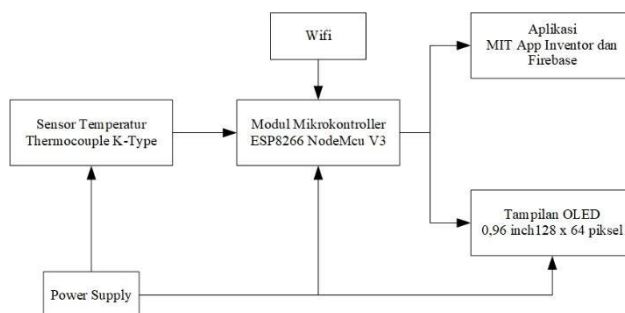 Wifi
Aplikasi
MIT App Inventor dan
Firebase
Sensor Temperatur
Thermocouple K-Type
Modul Mikrokontroller
ESP8266 NodeMcu V3
Tampilan OLED
0,96 inch128 x 64 piksel
Power Supply